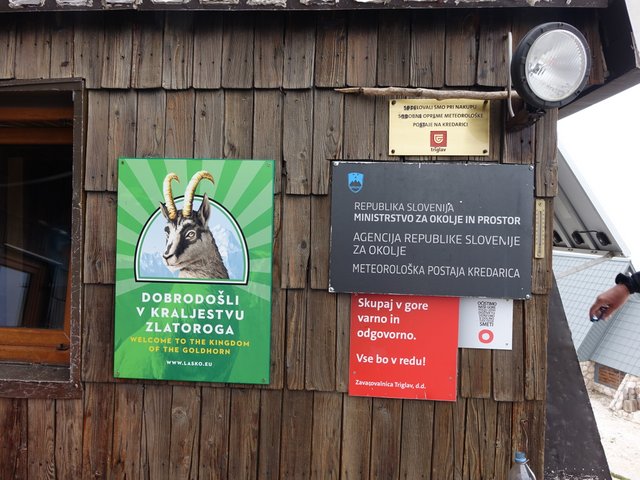 SODELOVALI SMO PRI NAKUPU
SODOBNE OPREME METEOROLOŠKE
POSTAJE NA KREDARICI
triglav
DOBRODOŠLI
V KRALJESTVU
ZLATOROGA
WELCOME TO THE KINGDOM
OF THE GOLDHORN
WWW.LASKO.EU
REPUBLIKA SLOVENIJA
MINISTRSTVO ZA OKOLJE IN PROSTOR
AGENCIJA REPUBLIKE SLOVENIJE
ZA OKOLJE
METEOROLOŠKA POSTAJA KREDARICA
Skupaj v gore
varno in
odgovorno.
Vse bo v redu!
Zavarovalnica Triglav, d.d.
OČISTIMO
SMETI